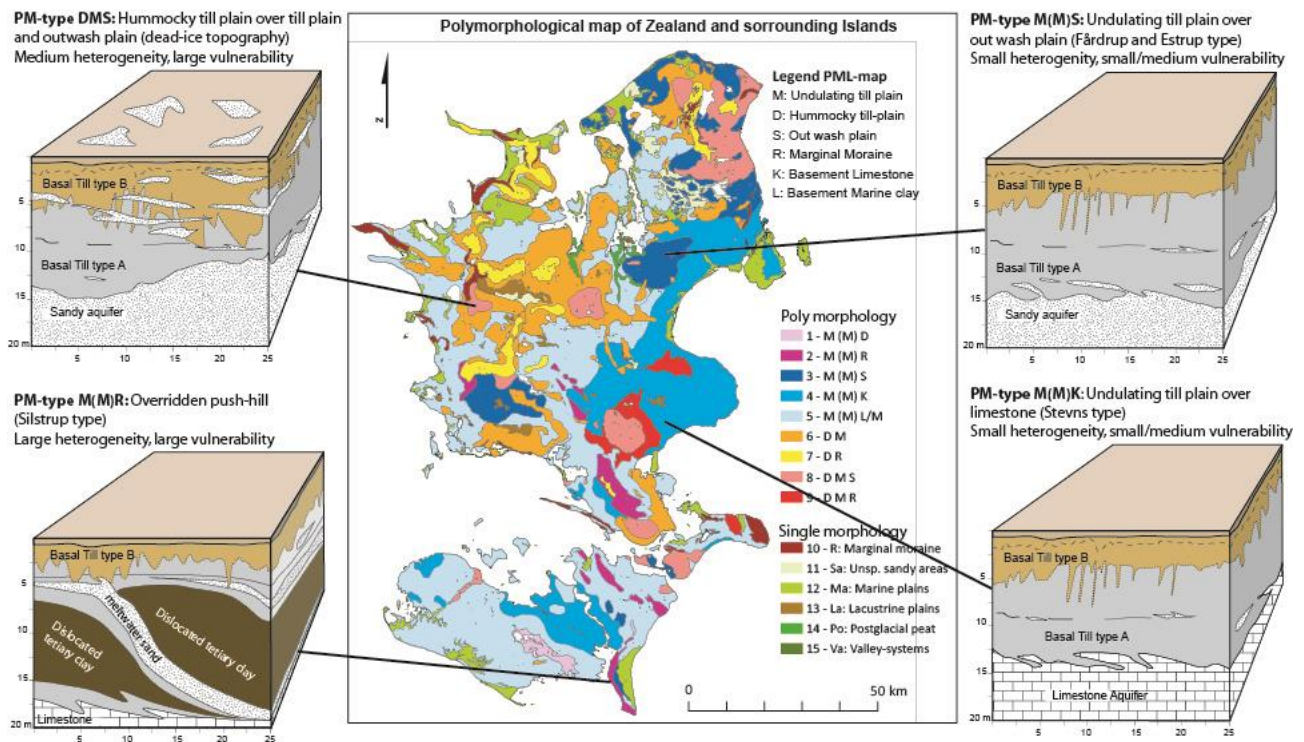 PM-type DMS: Hummocky till plain over till plain
and outwash plain (dead-ice topography)
Medium heterogeneity, large vulnerability
Basal Till type B
Basal Till type A
Sandy aquifer
5
10
15
20 m
5
10
15
20
25
PM-type M(M)R: Overridden push-hill
(Silstrup type)
Large heterogeneity, large vulnerability
Basal Till type B
meltwater sand
Dislocated
tertiary clay
Dislocated
tetiary clay
Limestone
5
10
15
20 m
5
10
15
20
25
Polymorphological map of Zealand and sorrounding Islands
N
Legend PML-map
M: Undulating till plain
D: Hummocky till-plain
S: Out wash plain
R: Marginal Moraine
K: Basement Limestone
L: Basement Marine clay
Poly morphology
1 - M (M) D
2 - M (M) R
3 - M (M) S
4 - M (M) K
5 - M (M) L/M
6 - D M
7 - D R
8 - D M S
9 - D M R
Single morphology
10 - R: Marginal moraine
11 - Sa: Unsp. sandy areas
12 - Ma: Marine plains
13 - La: Lacustrine plains
14 - Po: Postglacial peat
15 - Va: Valley-systems
0 50 km
PM-type M(M)S: Undulating till plain over
out wash plain (Fårdrup and Estrup type)
Small heterogenity, small/medium vulnerability
Basal Till type B
Basal Till type A
Sandy aquifer
5
10
15
20 m
5
10
15
20
25
PM-type M(M)K: Undulating till plain over
limestone (Stevns type)
Small heterogeneity, small/medium vulnerability
Basal Till type B
Basal Till type A
Limestone Aquifer
5
10
15
20 m
5
10
15
20
25